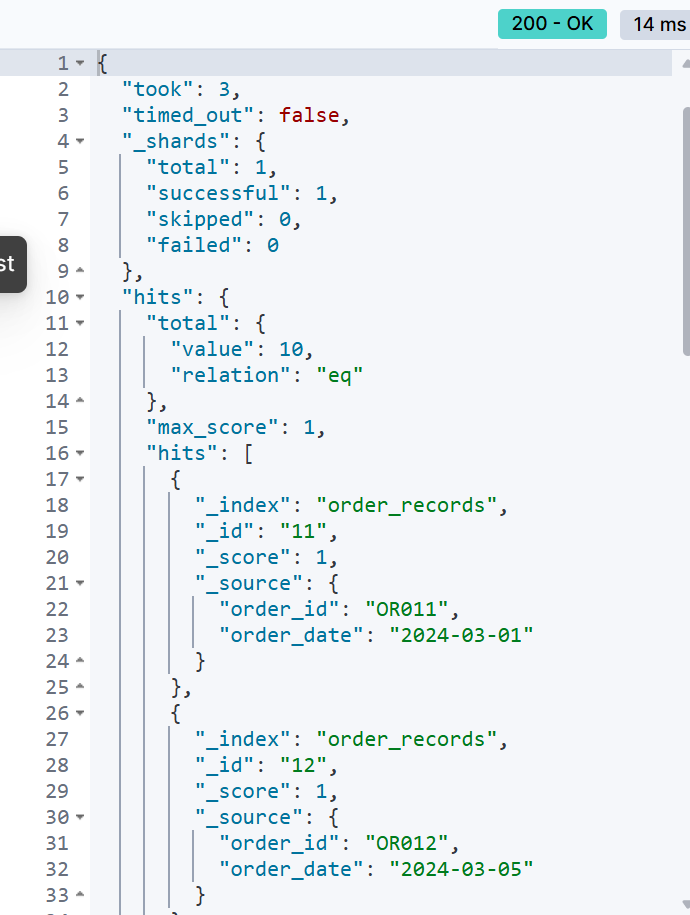 200 - OK 14 ms
1 {
2 "took": 3,
3 "timed_out": false,
4 "_shards": {
5 "total": 1,
6 "successful": 1,
7 "skipped": 0,
8 "failed": 0
st
9 },
10 "hits": {
11 "total": {
12 "value": 10,
13 "relation": "eq"
14 },
15 "max_score": 1,
16 "hits": [
17 {
18 "_index": "order_records",
19 "_id": "11",
20 "_score": 1,
21 "_source": {
22 "order_id": "OR011",
23 "order_date": "2024-03-01"
24 }
25 },
26 {
27 "_index": "order_records",
28 "_id": "12",
29 "_score": 1,
30 "_source": {
31 "order_id": "OR012",
32 "order_date": "2024-03-05"
33 }